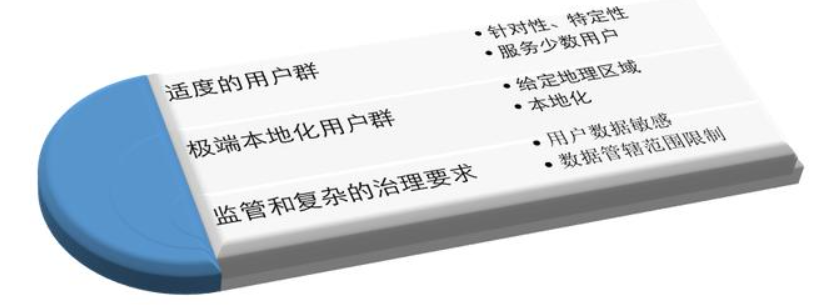 适度的用户群
• 针对性、特定性
• 服务少数用户
极端本地化用户群
• 给定地理区域
• 本地化
监管和复杂的治理要求
• 用户数据敏感
• 数据管辖范围限制